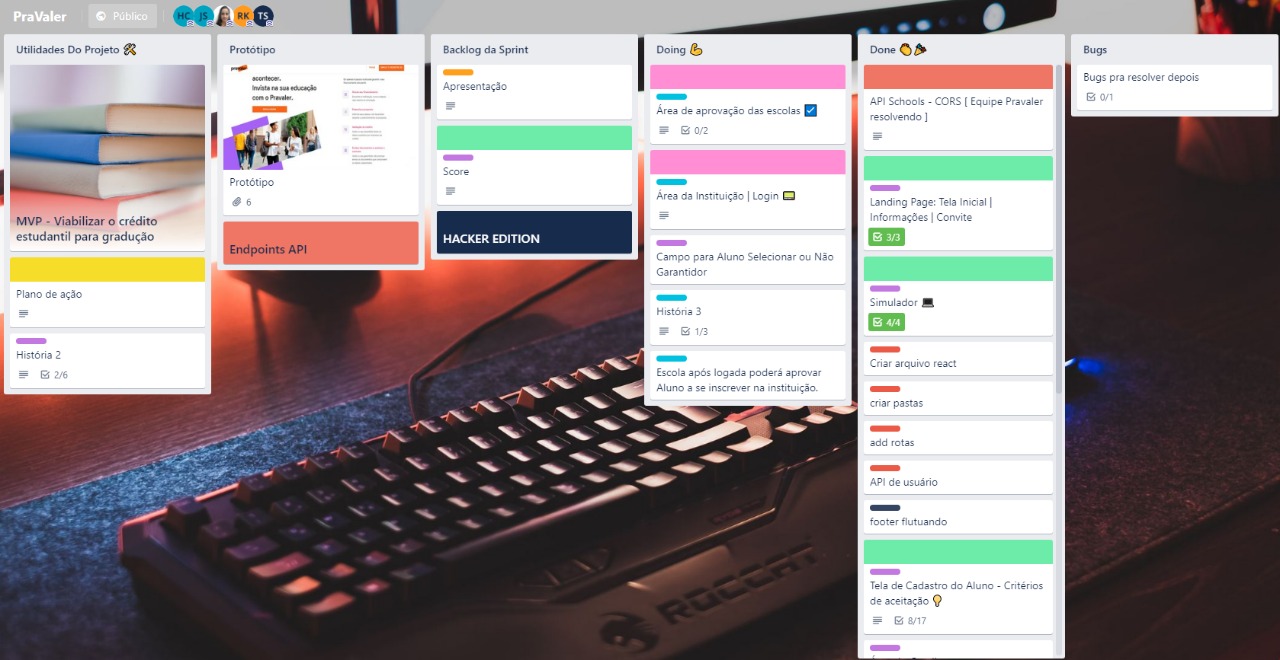 PraValer
Público
HC JS RK TS
Utilidades Do Projeto 🛠
MVP - Viabilizar o crédito
estudantil para graduação
Plano de ação
História 2
2/6
Protótipo
acontecer.
Invista na sua educação
com o Pravaler.
Protótipo
6
Endpoints API
Backlog da Sprint
Apresentação
Score
HACKER EDITION
Doing 💪
Área de aprovação das escolas ☑
Área da Instituição | Login 📟
Campo para Aluno Selecionar ou Não
Garantidor
História 3
1/3
Escola após logada poderá aprovar
Aluno a se inscrever na instituição.
Done 👏🎉
API Schools - CORS [ Equipe Pravaler
resolvendo ]
Landing Page: Tela Inicial |
Informações | Convite
3/3
Simulador 💻
4/4
Criar arquivo react
criar pastas
add rotas
API de usuário
footer flutuando
Tela de Cadastro do Aluno - Critérios
de aceitação 💡
8/17
Bugs
Bugs pra resolver depois
0/1
ROCCAT